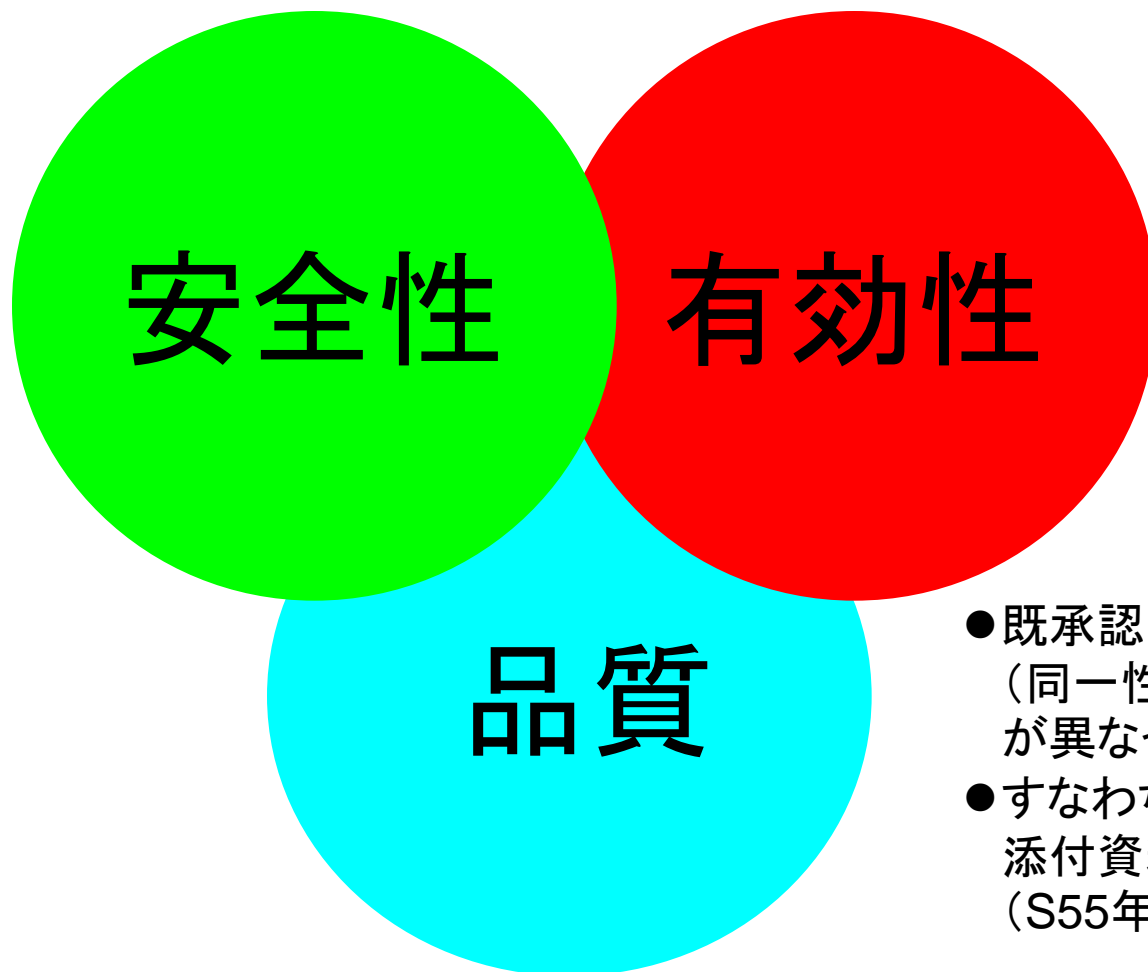 安全性
有効性
品質
●既承認
（同一性
が異な
●すなわ
添付資
（S55年